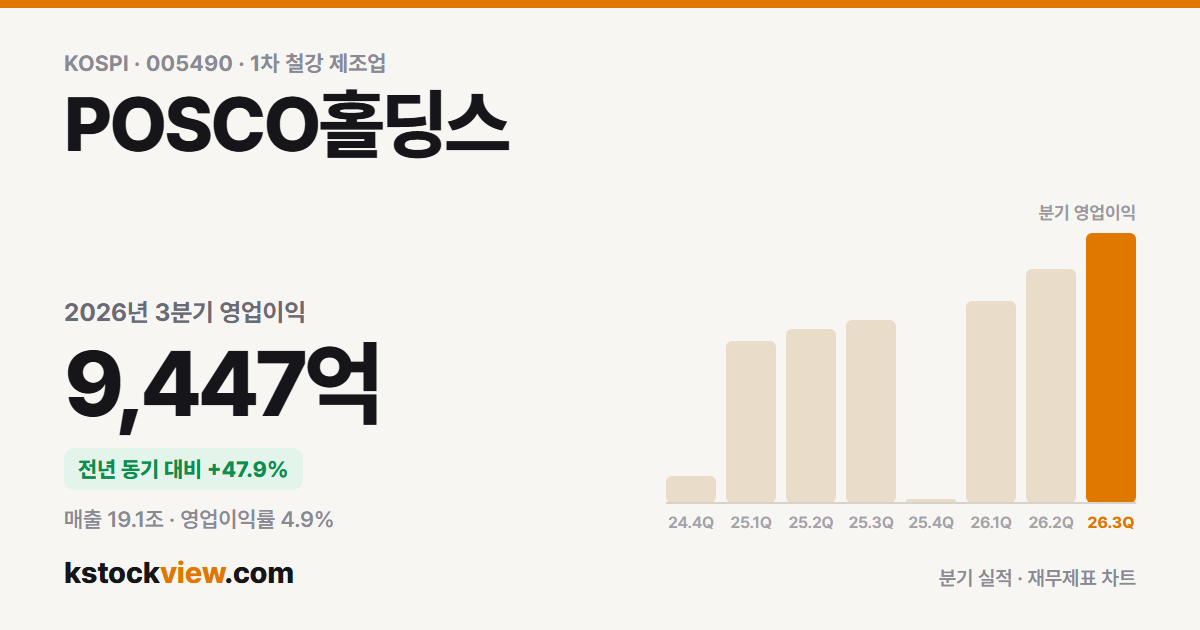 KOSPI · 005490 · 1차 철강 제조업
POSCO홀딩스
분기 영업이익
2026년 3분기 영업이익
9,447억
전년 동기 대비 +47.9%
매출 19.1조 · 영업이익률 4.9%
24.4Q 25.1Q 25.2Q 25.3Q 25.4Q 26.1Q 26.2Q 26.3Q
kstockview.com
분기 실적 · 재무제표 차트